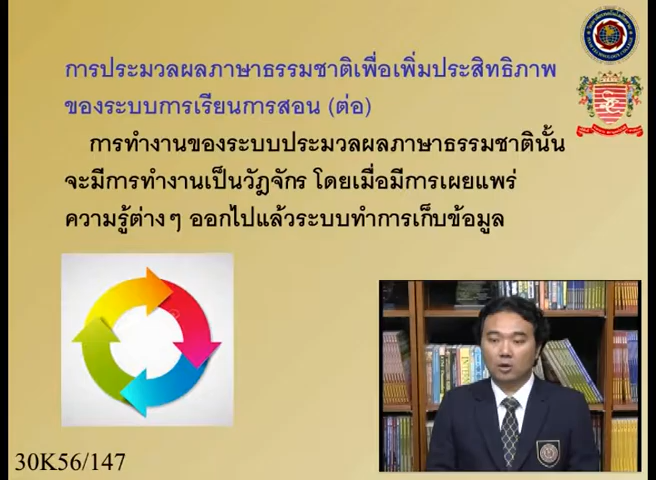 การประมวลผลภาษาธรรมชาติเพื่อเพิ่มประสิทธิภาพ
ของระบบการเรียนการสอน (ต่อ)
การทำงานของระบบประมวลผลภาษาธรรมชาตินั้น
จะมีการทำงานเป็นวัฎจักร โดยเมื่อมีการเผยแพร่
ความรู้ต่าง ๆ ออกไปแล้วระบบทำการเก็บข้อมูล
30K56/147